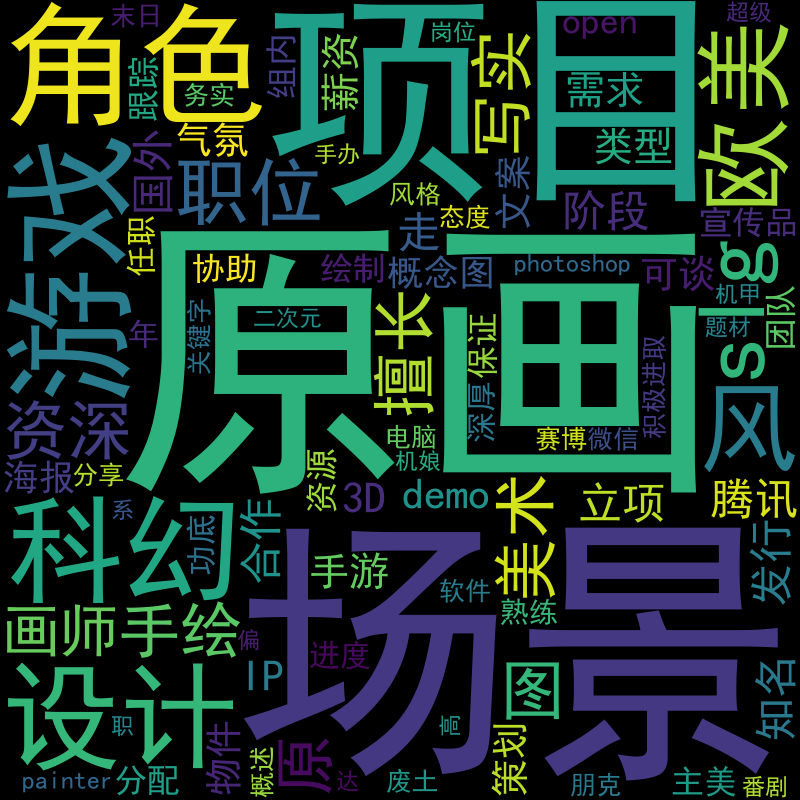 角色
末日
项目
岗位
open
超级
跟踪
务实
组内
薪资
写实
需求
欧美
类型
气氛
手办
国外
游戏
职位
风格
文案
阶段
态度
宣传品
任职
走
协助
绘制
概念图
photoshop
可谈
slg
原画
二次元
关键字
年
擅长
保证
深厚
积极进取
机甲
题材
团队
风
资深
海报
分享
电脑
机娘
赛博
微信
资源
3D
demo
美术
立项
腾讯
科幻
系
功底
合作
手游
软件
熟练
发行
场景
画师
手绘
偏
进度
IP
图
知名
设计
职
物件
高
策划
painter
分配
概述
原
达
废土
朋克
主美
番剧